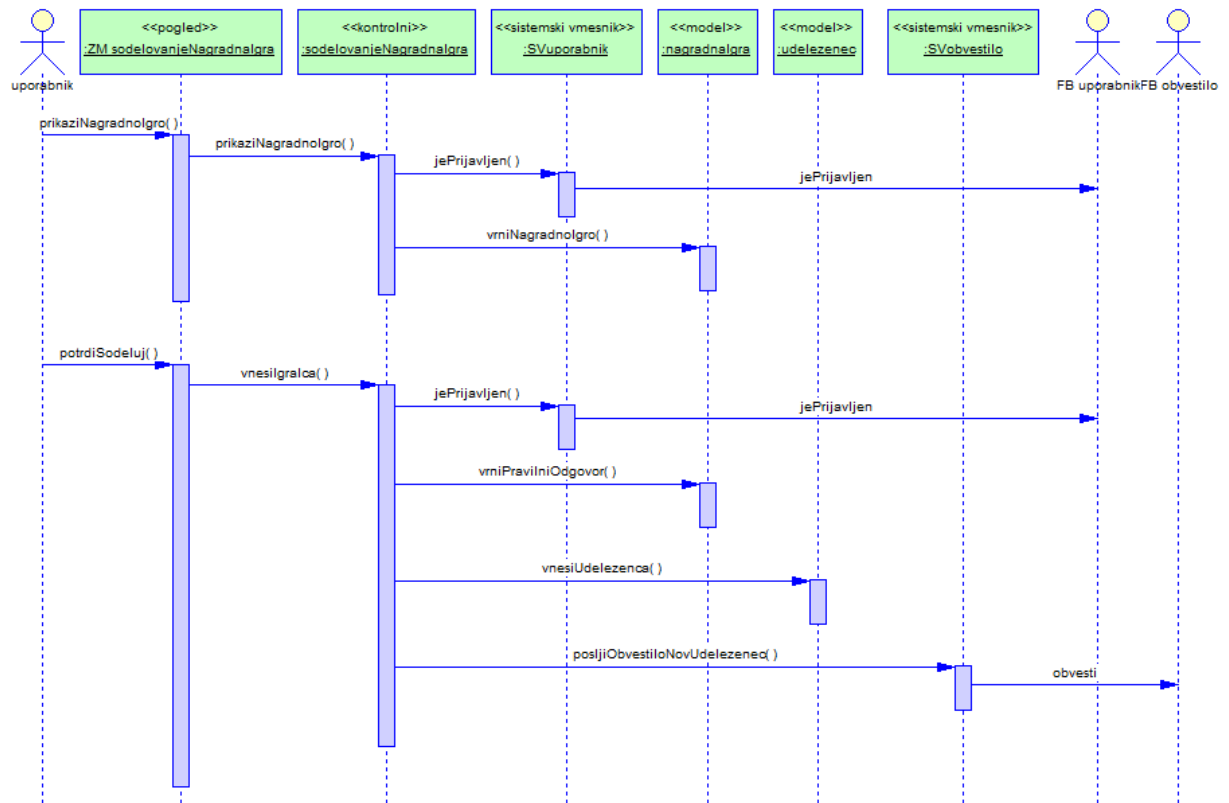 <<pogled>>
:ZM sodelovanjeNagradnaIgra
<<kontrolni>>
:sodelovanjeNagradnaIgra
<<sistemski vmesnik>>
:SVuporabnik
<<model>>
:nagradnaIgra
<<model>>
:udelezenec
<<sistemski vmesnik>>
:SVobvestilo
uporabnik
FB uporabnik
FB obvestilo
prikaziNagradnoIgro( )
prikaziNagradnoIgro( )
jePrijavljen( )
jePrijavljen
vrniNagradnoIgro( )
potrdiSodeluj( )
vnesiIgralca( )
jePrijavljen( )
jePrijavljen
vrniPravilniOdgovor( )
vnesiUdelezenca( )
posljiObvestiloNovUdelezenec( )
obvesti